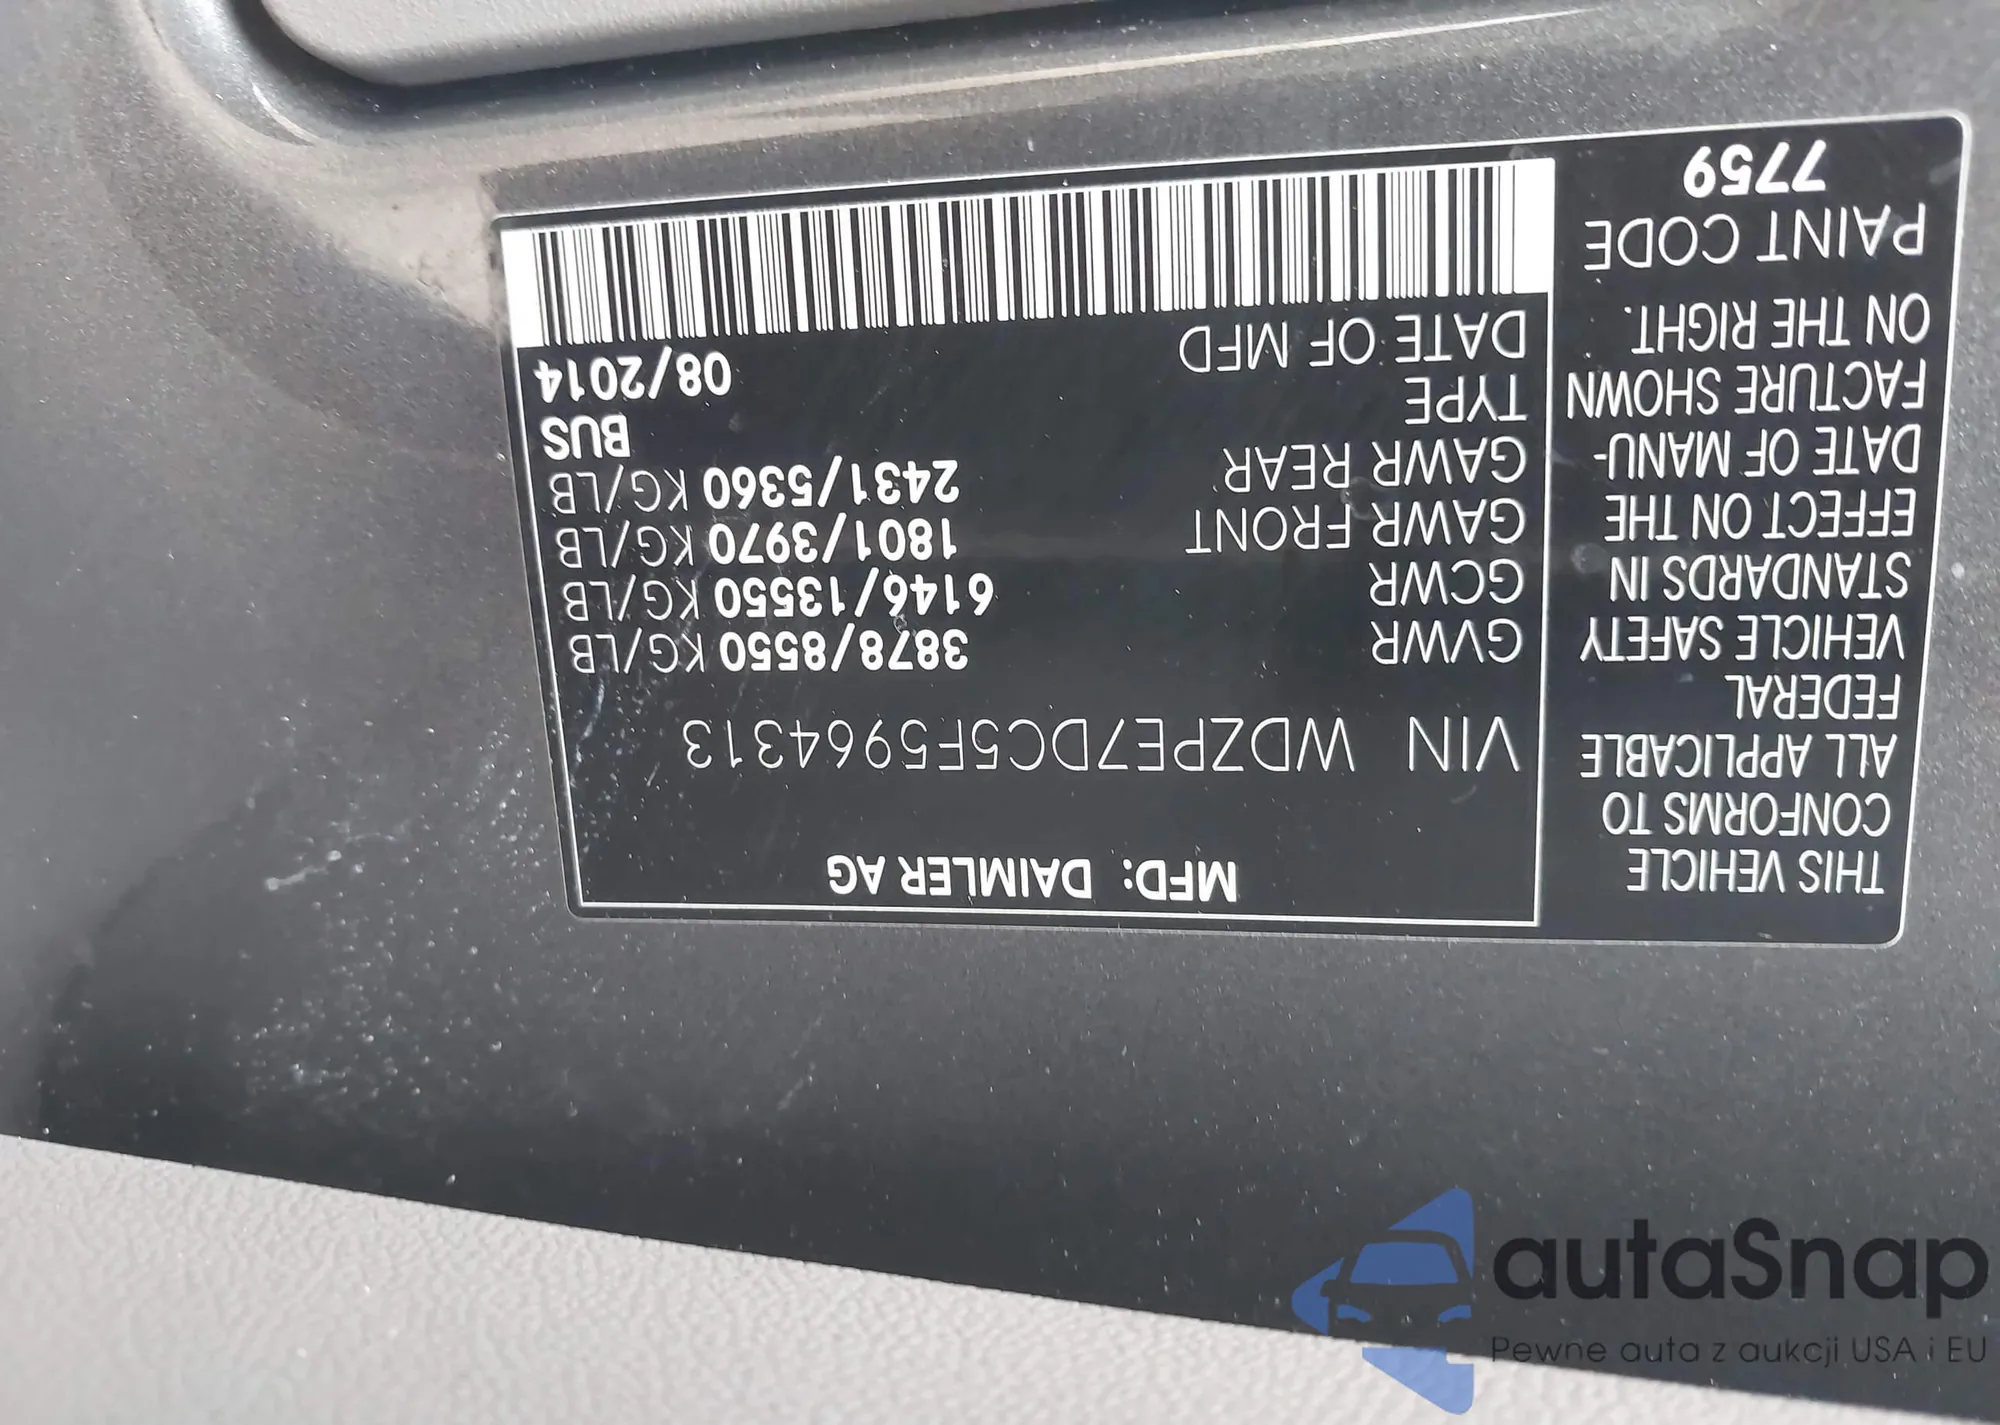 MFD: DAIMLER AG
VIN WDZPE7DC5F5964313
GVWR 3878/8550 KG/LB
GCWR 6146/13550 KG/LB
GAWR FRONT 1801/3970 KG/LB
GAWR REAR 2431/5360 KG/LB
TYPE BUS
DATE OF MFD 08/2014
THIS VEHICLE
CONFORMS TO
ALL APPLICABLE
FEDERAL
VEHICLE SAFETY
STANDARDS IN
EFFECT ON THE
DATE OF MANU-
FACTURE SHOWN
ON THE RIGHT.
PAINT CODE
7759
autaSnap
Pewne auta z aukcji USA i EU